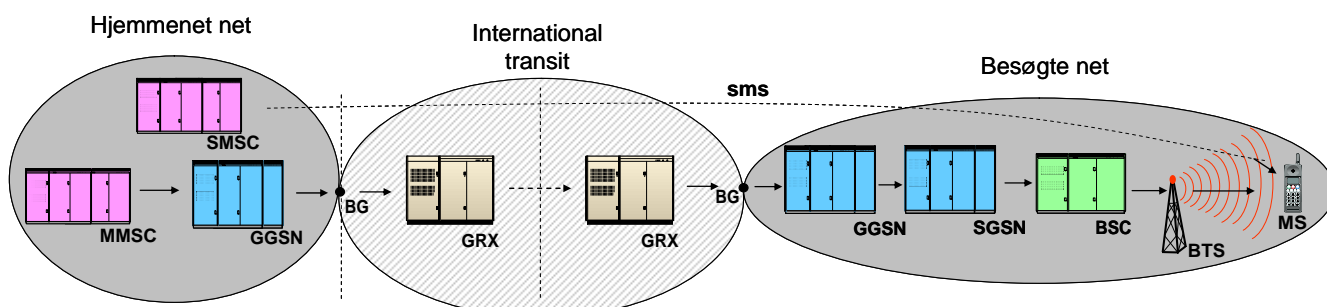 Hjemmenet net
International
transit
Besøgte net
sms
SMSC
MMSC
GGSN
BG
GRX
GRX
BG
GGSN
SGSN
BSC
BTS
MS